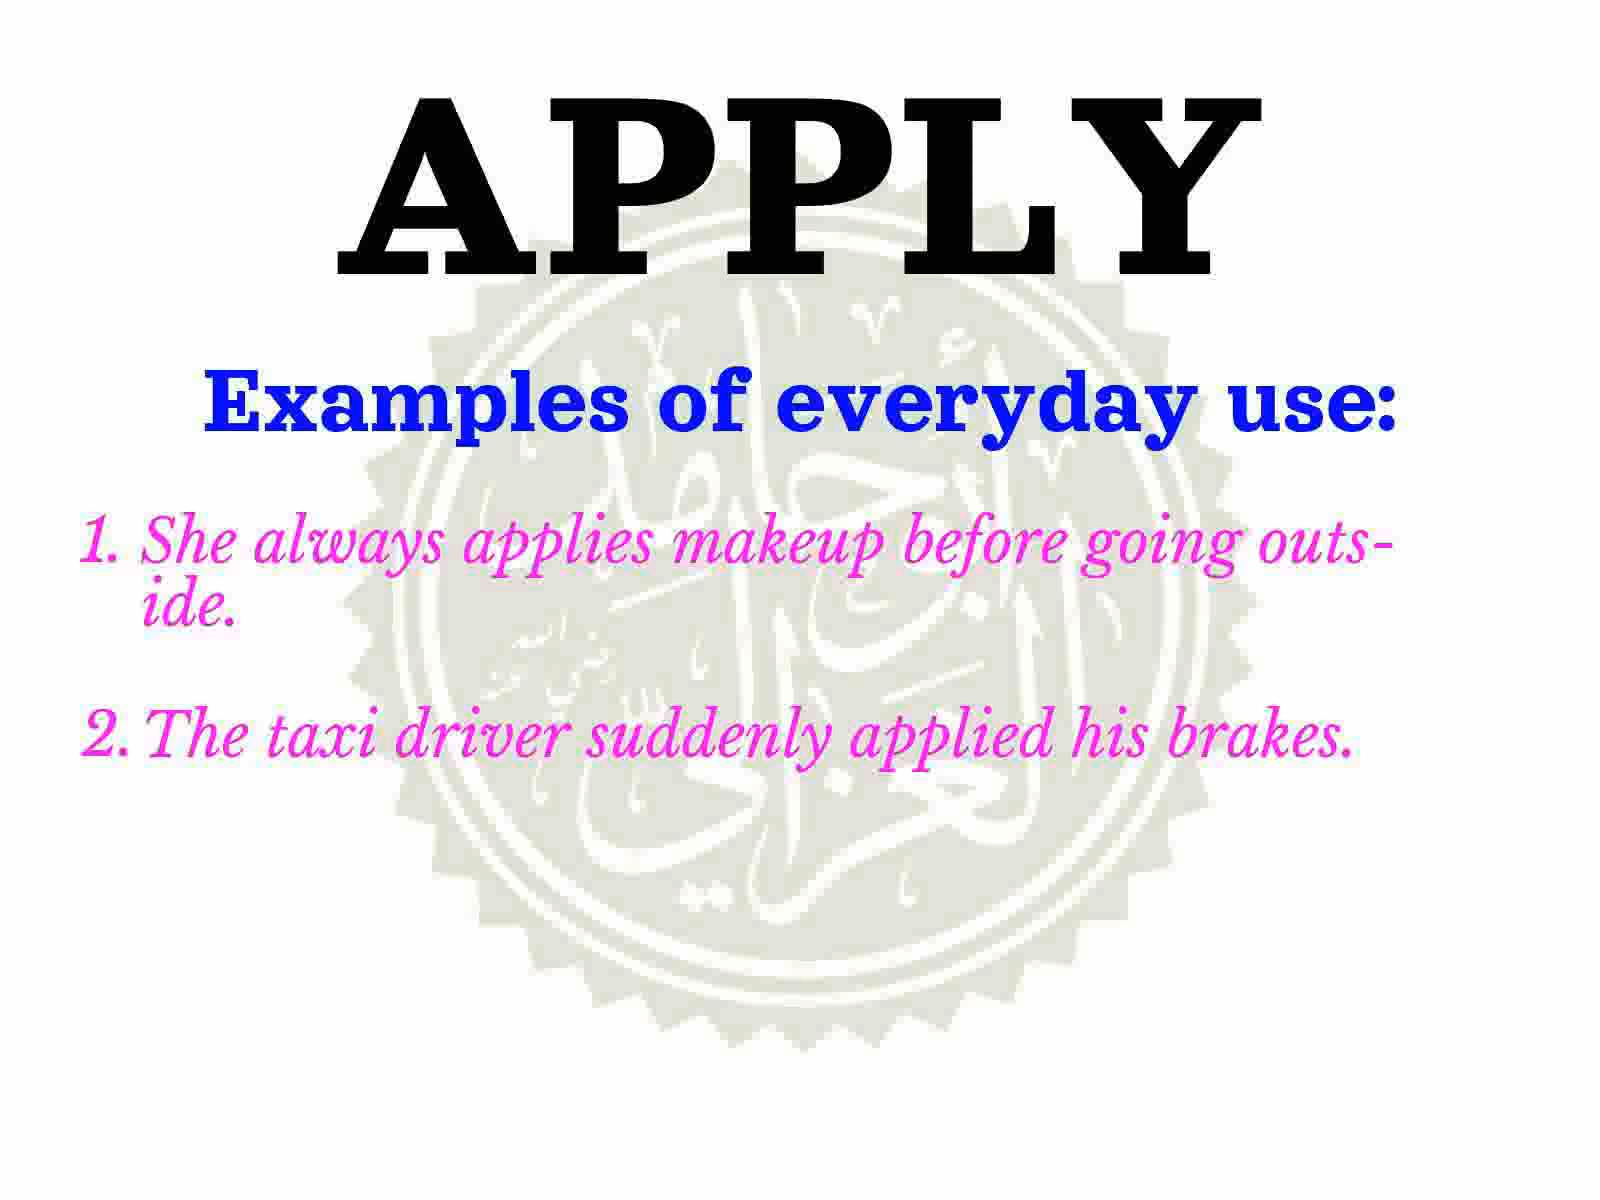 APPLY
Examples of everyday use:
1. She always applies makeup before going outs-
ide.
2. The taxi driver suddenly applied his brakes.